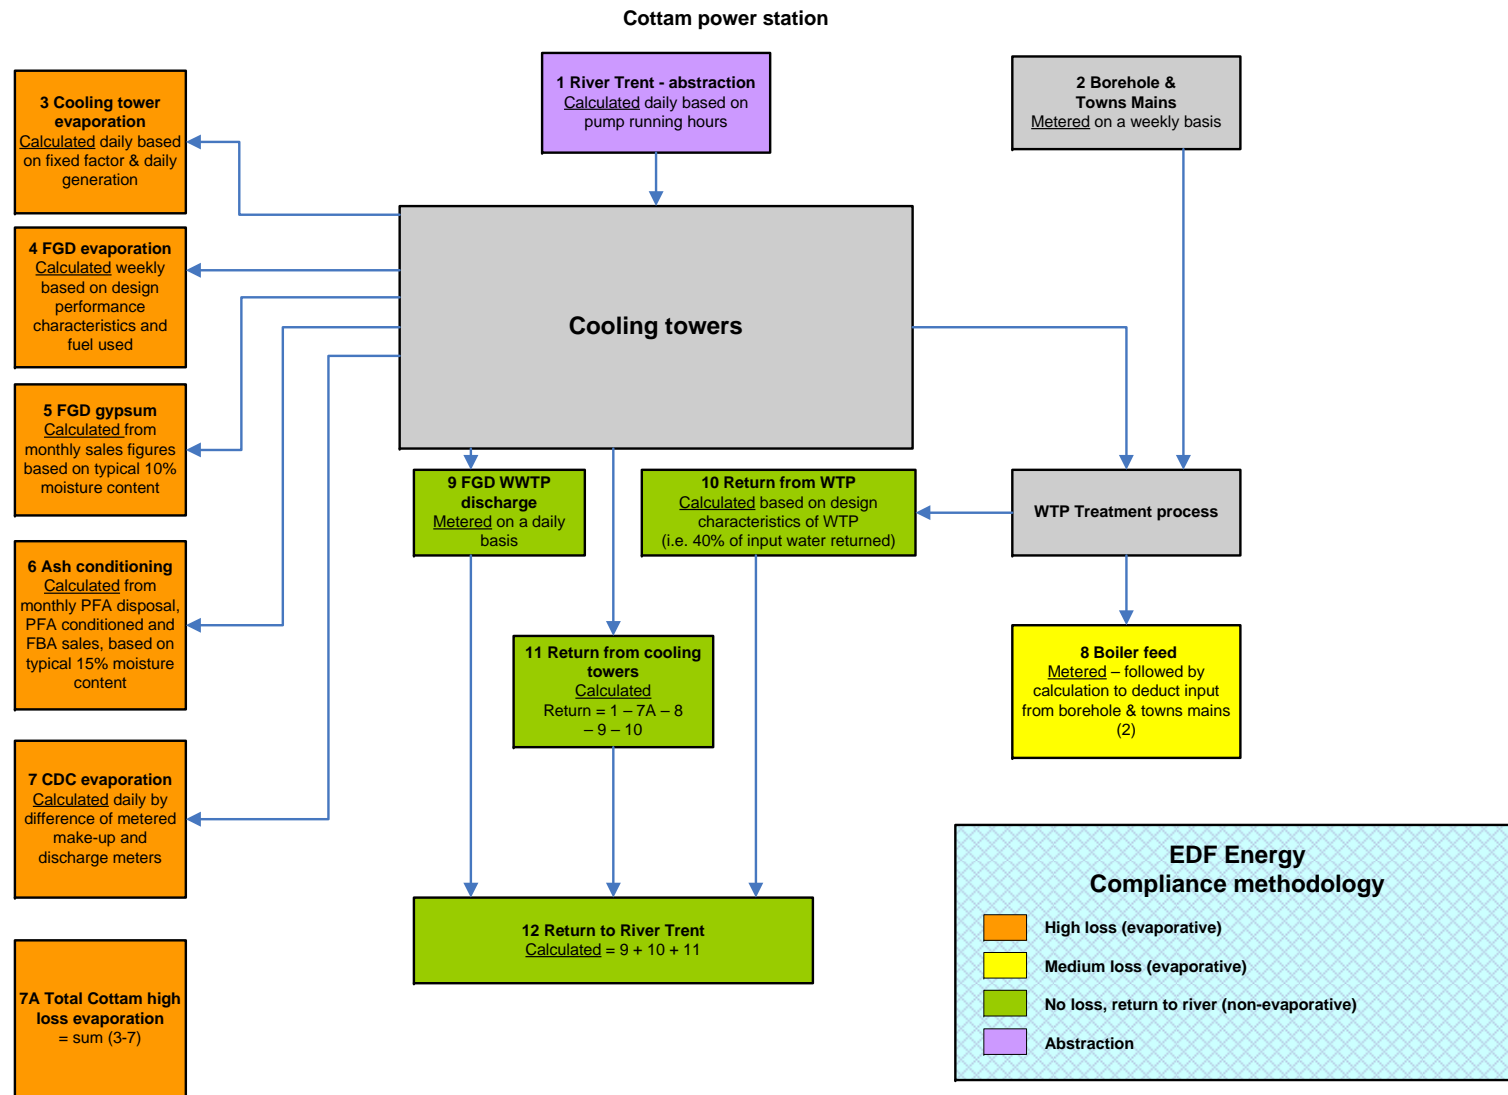 Cottam power station
1 River Trent - abstraction
Calculated daily based on
pump running hours
2 Borehole &
Towns Mains
Metered on a weekly basis
3 Cooling tower
evaporation
Calculated daily based
on fixed factor & daily
generation
4 FGD evaporation
Calculated weekly
based on design
performance
characteristics and
fuel used
5 FGD gypsum
Calculated from
monthly sales figures
based on typical 10%
moisture content
6 Ash conditioning
Calculated from
monthly PFA disposal,
PFA conditioned and
FBA sales, based on
typical 15% moisture
content
7 CDC evaporation
Calculated daily by
difference of metered
make-up and
discharge meters
7A Total Cottam high
loss evaporation
= sum (3-7)
Cooling towers
9 FGD WWTP
discharge
Metered on a daily
basis
10 Return from WTP
Calculated based on design
characteristics of WTP
(i.e. 40% of input water returned)
WTP Treatment process
11 Return from cooling
towers
Calculated
Return = 1 – 7A – 8
– 9 – 10
8 Boiler feed
Metered – followed by
calculation to deduct input
from borehole & towns mains
(2)
12 Return to River Trent
Calculated = 9 + 10 + 11
EDF Energy
Compliance methodology
High loss (evaporative)
Medium loss (evaporative)
No loss, return to river (non-evaporative)
Abstraction